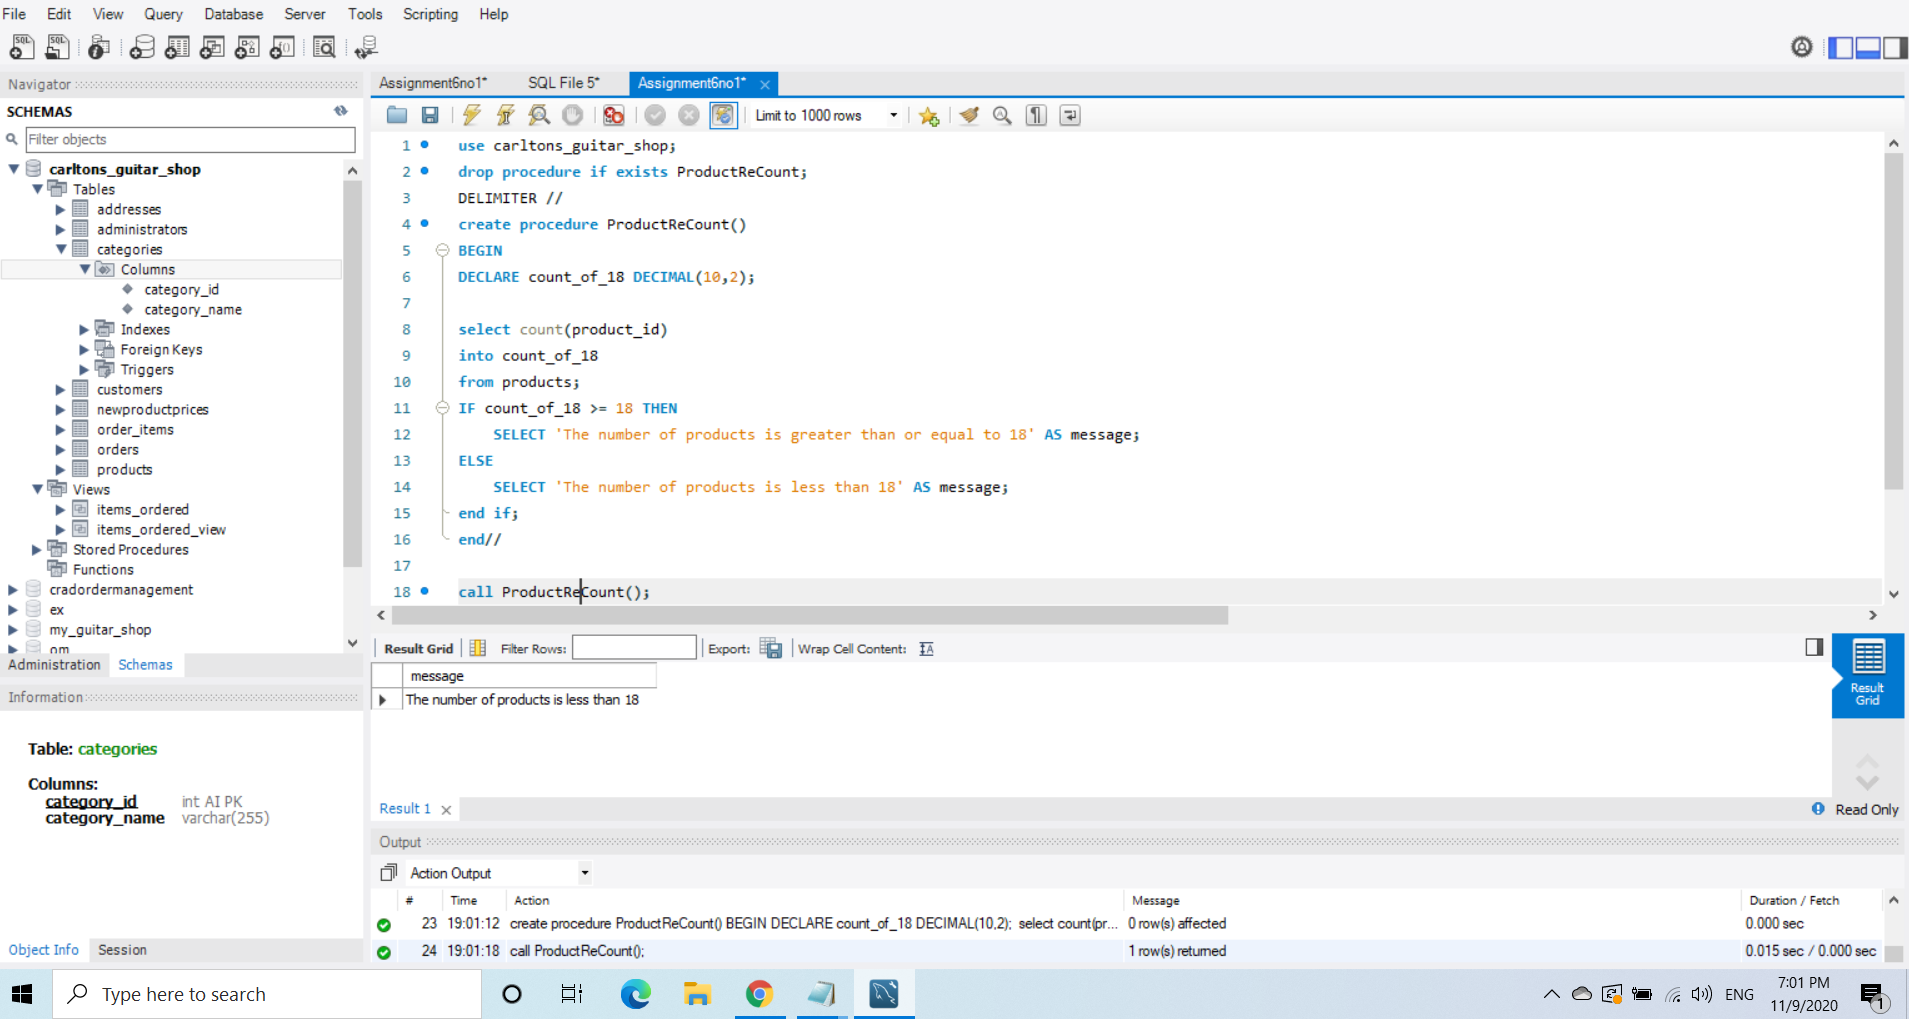 File Edit View Query Database Server Tools Scripting Help
Navigator
SCHEMAS
Filter objects
carltons_guitar_shop
Tables
addresses
administrators
categories
Columns
category_id
category_name
Indexes
Foreign Keys
Triggers
customers
newproductprices
order_items
orders
products
Views
items_ordered
items_ordered_view
Stored Procedures
Functions
cradordermanagement
ex
my_guitar_shop
om
Administration Schemas
Information
Table: categories
Columns:
category_id int AI PK
category_name varchar(255)
Object Info Session
Assignment6no1* SQL File 5* Assignment6no1*
Limit to 1000 rows
1 use carltons_guitar_shop;
2 drop procedure if exists ProductReCount;
3 DELIMITER //
4 create procedure ProductReCount()
5 BEGIN
6 DECLARE count_of_18 DECIMAL(10,2);
7
8 select count(product_id)
9 into count_of_18
10 from products;
11 IF count_of_18 >= 18 THEN
12 SELECT 'The number of products is greater than or equal to 18' AS message;
13 ELSE
14 SELECT 'The number of products is less than 18' AS message;
15 end if;
16 end//
17
18 call ProductReCount();
Result Grid Filter Rows: Export: Wrap Cell Content:
message
The number of products is less than 18
Result Grid
Result 1
Read Only
Output
Action Output
# Time Action Message Duration / Fetch
23 19:01:12 create procedure ProductReCount() BEGIN DECLARE count_of_18 DECIMAL(10,2); select count(pr... 0 row(s) affected 0.000 sec
24 19:01:18 call ProductReCount(); 1 row(s) returned 0.015 sec / 0.000 sec
Type here to search
ENG
7:01 PM
11/9/2020
1